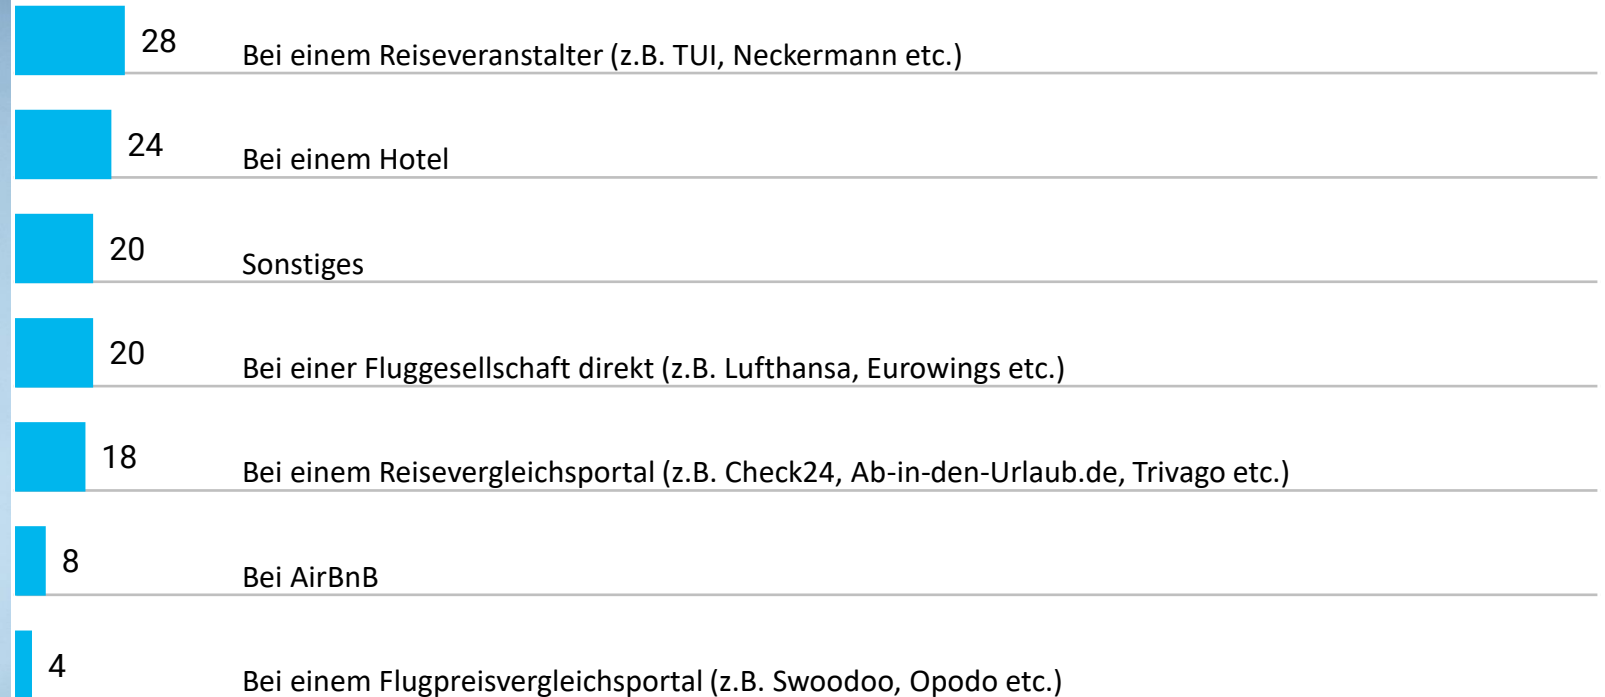 28 Bei einem Reiseveranstalter (z.B. TUI, Neckermann etc.)
24 Bei einem Hotel
20 Sonstiges
20 Bei einer Fluggesellschaft direkt (z.B. Lufthansa, Eurowings etc.)
18 Bei einem Reisevergleichsportal (z.B. Check24, Ab-in-den-Urlaub.de, Trivago etc.)
8 Bei AirBnB
4 Bei einem Flugpreisvergleichsportal (z.B. Swoodoo, Opodo etc.)